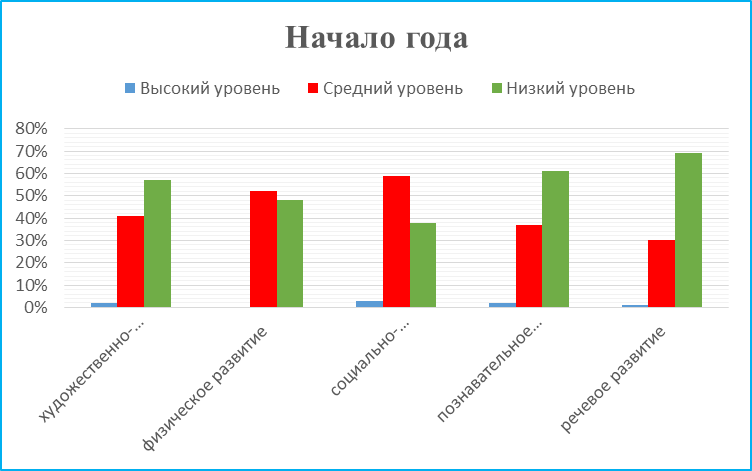 Начало года
Высокий уровень Средний уровень Низкий уровень
80%
70%
60%
50%
40%
30%
20%
10%
0%
художественно-...
физическое развитие
социально-...
познавательное...
речевое развитие